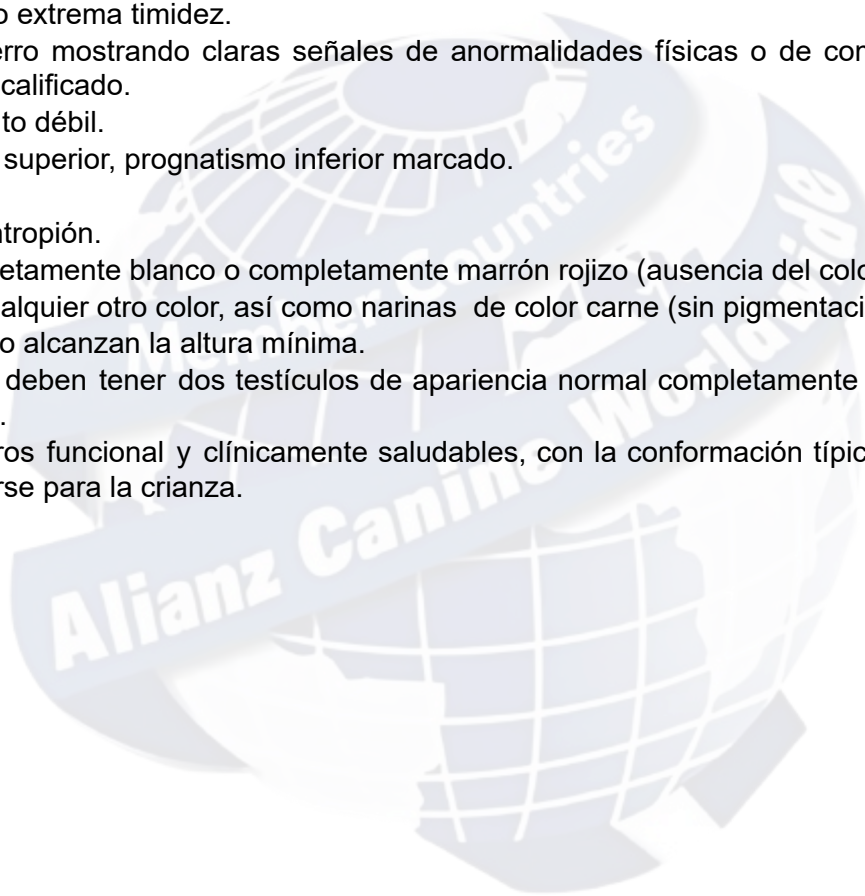 o extrema timidez.
erro mostrando claras señales de anormalidades físicas o de con
calificado.
to débil.
superior, prognatismo inferior marcado.
ntropión.
etamente blanco o completamente marrón rojizo (ausencia del colo
alquier otro color, así como narinas de color carne (sin pigmentaci
o alcanzan la altura mínima.
deben tener dos testículos de apariencia normal completamente
.
ros funcional y clínicamente saludables, con la conformación típic
rse para la crianza.
Member Countries
Alianz Canine Worldwide